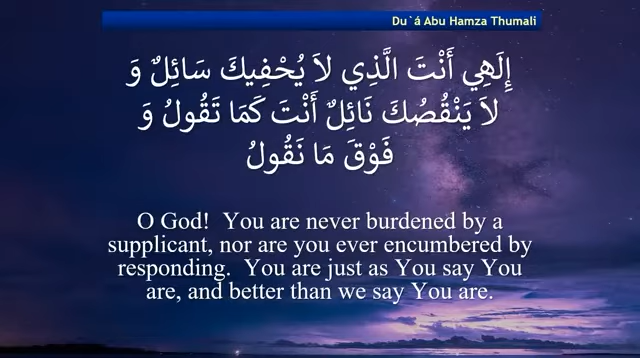 Du`á Abu Hamza Thumali
إِلَهِي أَنْتَ الَّذِي لاَ يُحْفِيكَ سَائِلٌ وَ
لاَ يَنْقُصُكَ نَائِلٌ أَنْتَ كَمَا تَقُولُ وَ
فَوْقَ مَا نَقُولُ
O God!  You are never burdened by a
supplicant, nor are you ever encumbered by
responding.  You are just as You say You
are, and better than we say You are.